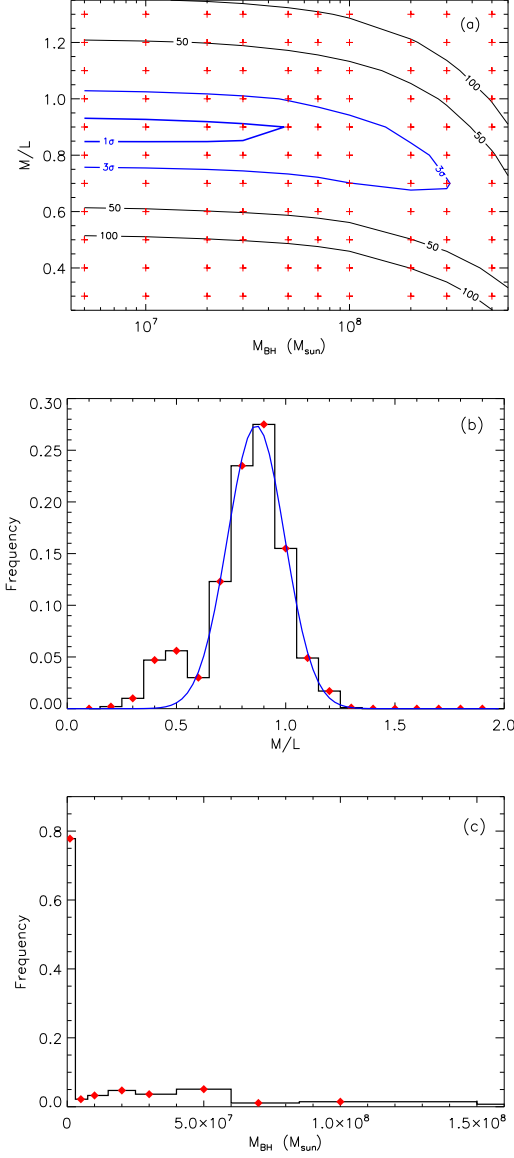 (a)
1.2
1.0
0.8
0.6
0.4
M/L
50
100
50
1σ
3σ
3σ
50
100
50
100
10⁷
10⁸
M_BH (M_sun)
0.30
0.25
0.20
0.15
0.10
0.05
0.00
Frequency
(b)
0.0
0.5
1.0
1.5
2.0
M/L
0.8
0.6
0.4
0.2
0.0
Frequency
(c)
0
5.0×10⁷
1.0×10⁸
1.5×10⁸
M_BH (M_sun)